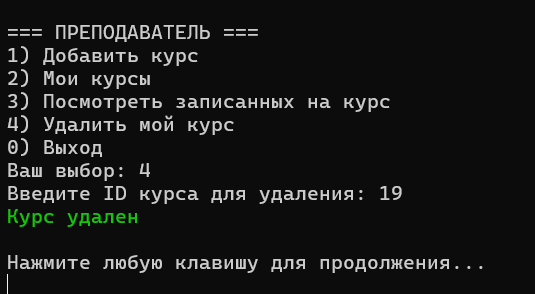 === ПРЕПОДАВАТЕЛЬ ===
1) Добавить курс
2) Мои курсы
3) Посмотреть записанных на курс
4) Удалить мой курс
0) Выход
Ваш выбор: 4
Введите ID курса для удаления: 19
Курс удален
Нажмите любую клавишу для продолжения...